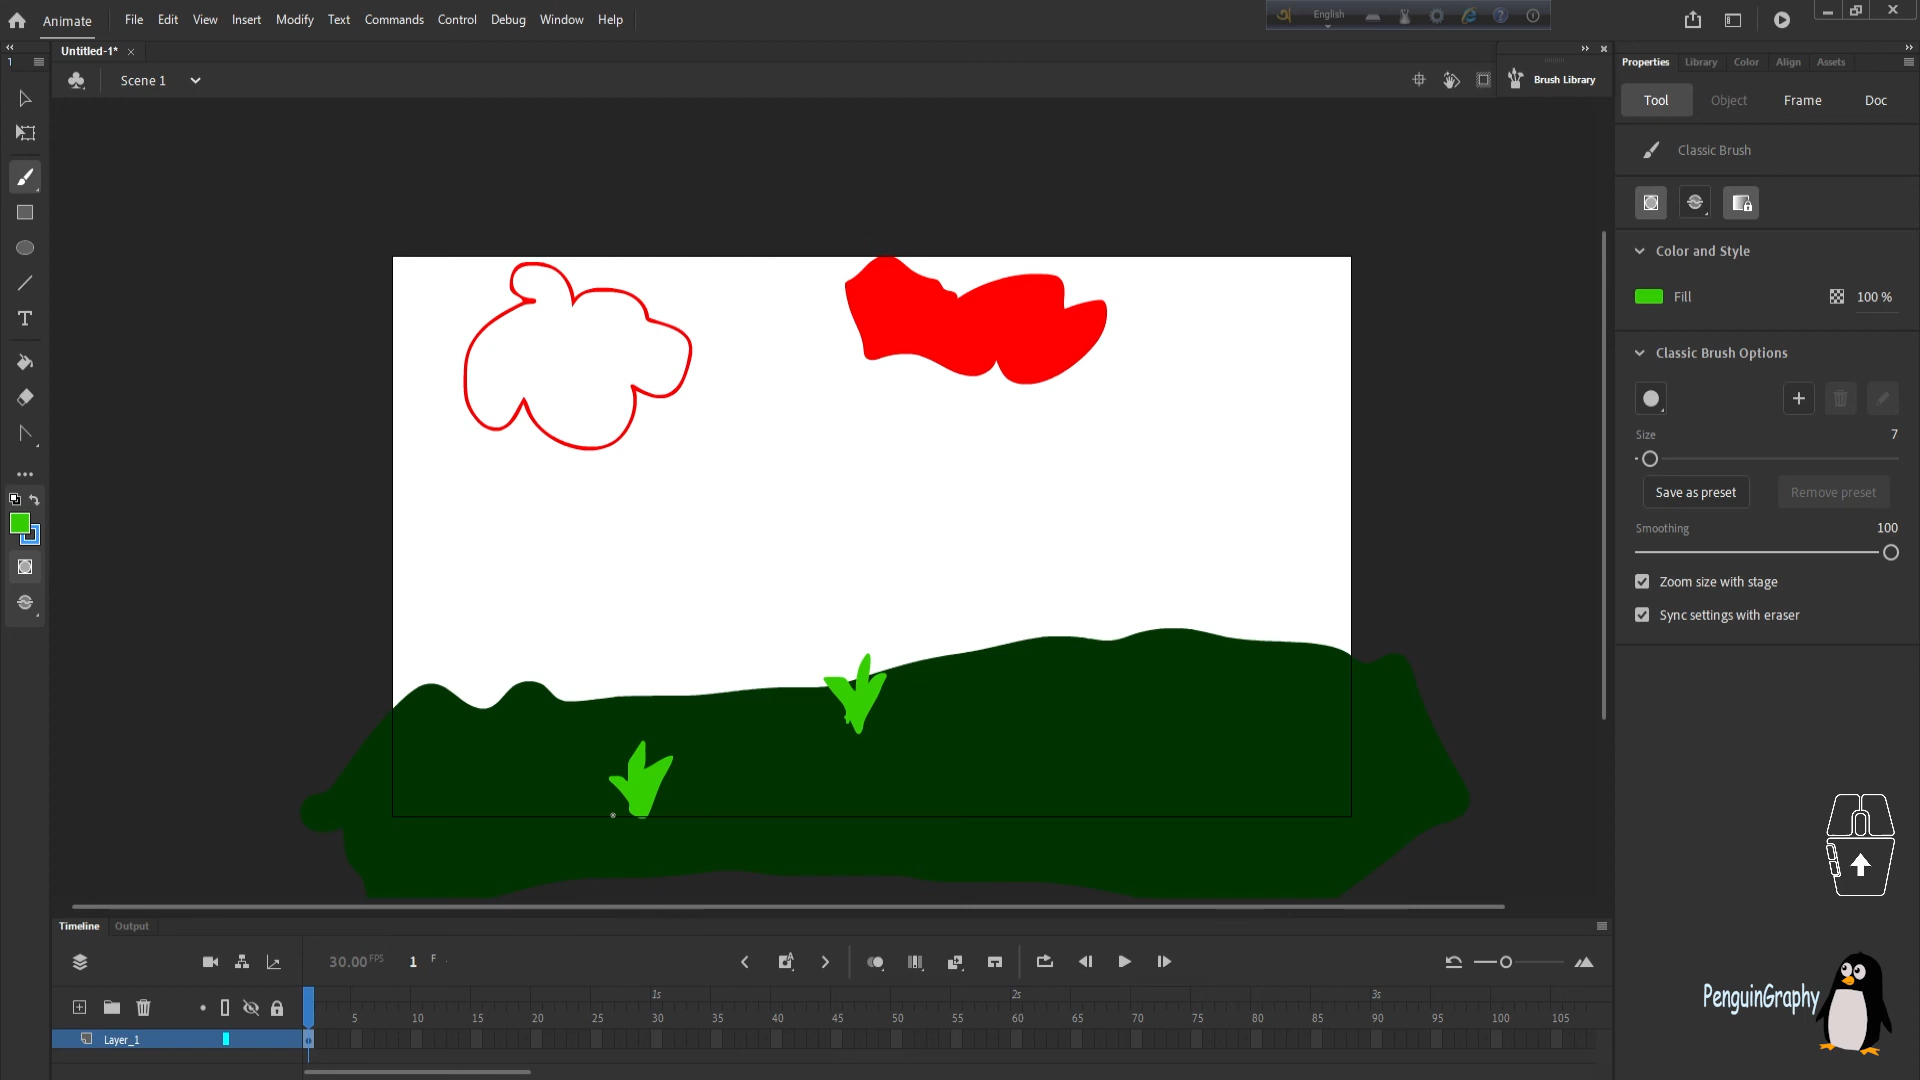 Animate File Edit View Insert Modify Text Commands Control Debug Window Help English
Untitled-1*
Scene 1
Brush Library
Properties Library Color Align Assets
Tool Object Frame Doc
Classic Brush
Color and Style
Fill 100 %
Classic Brush Options
Size 7
Save as preset Remove preset
Smoothing 100
Zoom size with stage
Sync settings with eraser
Timeline Output
30.00 FPS 1 F
1s 2s 3s
5 10 15 20 25 30 35 40 45 50 55 60 65 70 75 80 85 90 95 100 105
Layer_1
PenguinGraphy